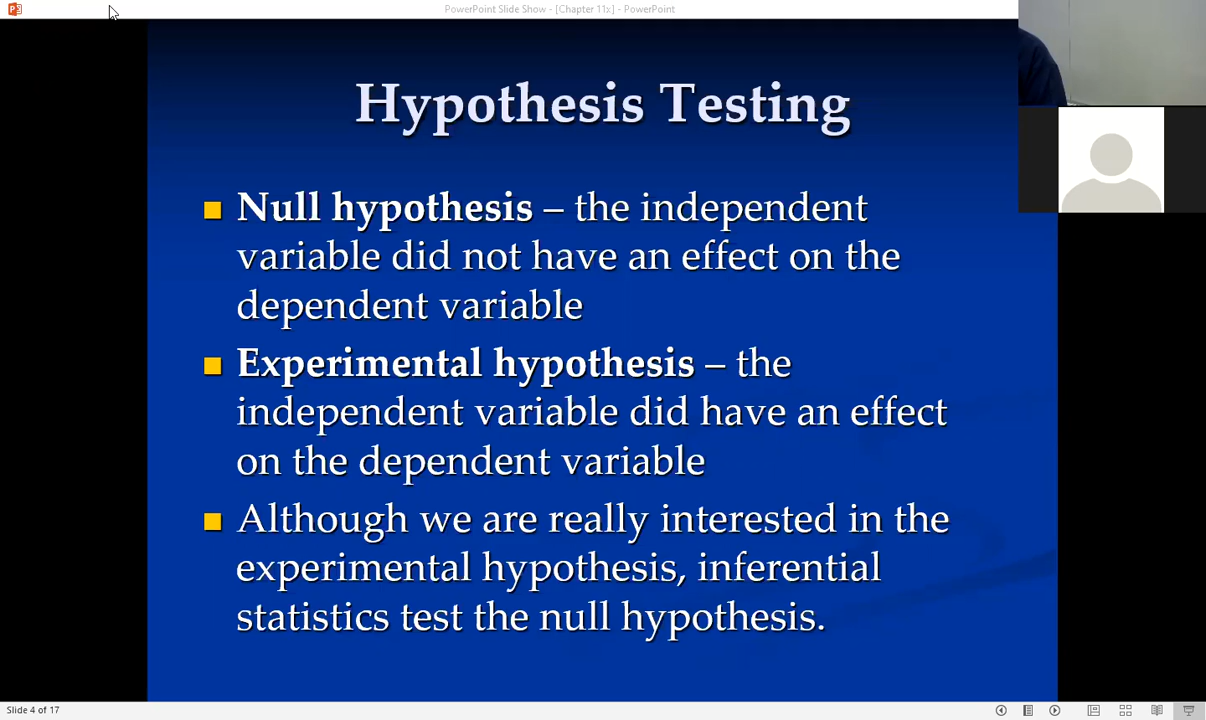 PowerPoint Slide Show - [Chapter 11x] - PowerPoint
Hypothesis Testing
Null hypothesis – the independent
variable did not have an effect on the
dependent variable
Experimental hypothesis – the
independent variable did have an effect
on the dependent variable
Although we are really interested in the
experimental hypothesis, inferential
statistics test the null hypothesis.
Slide 4 of 17